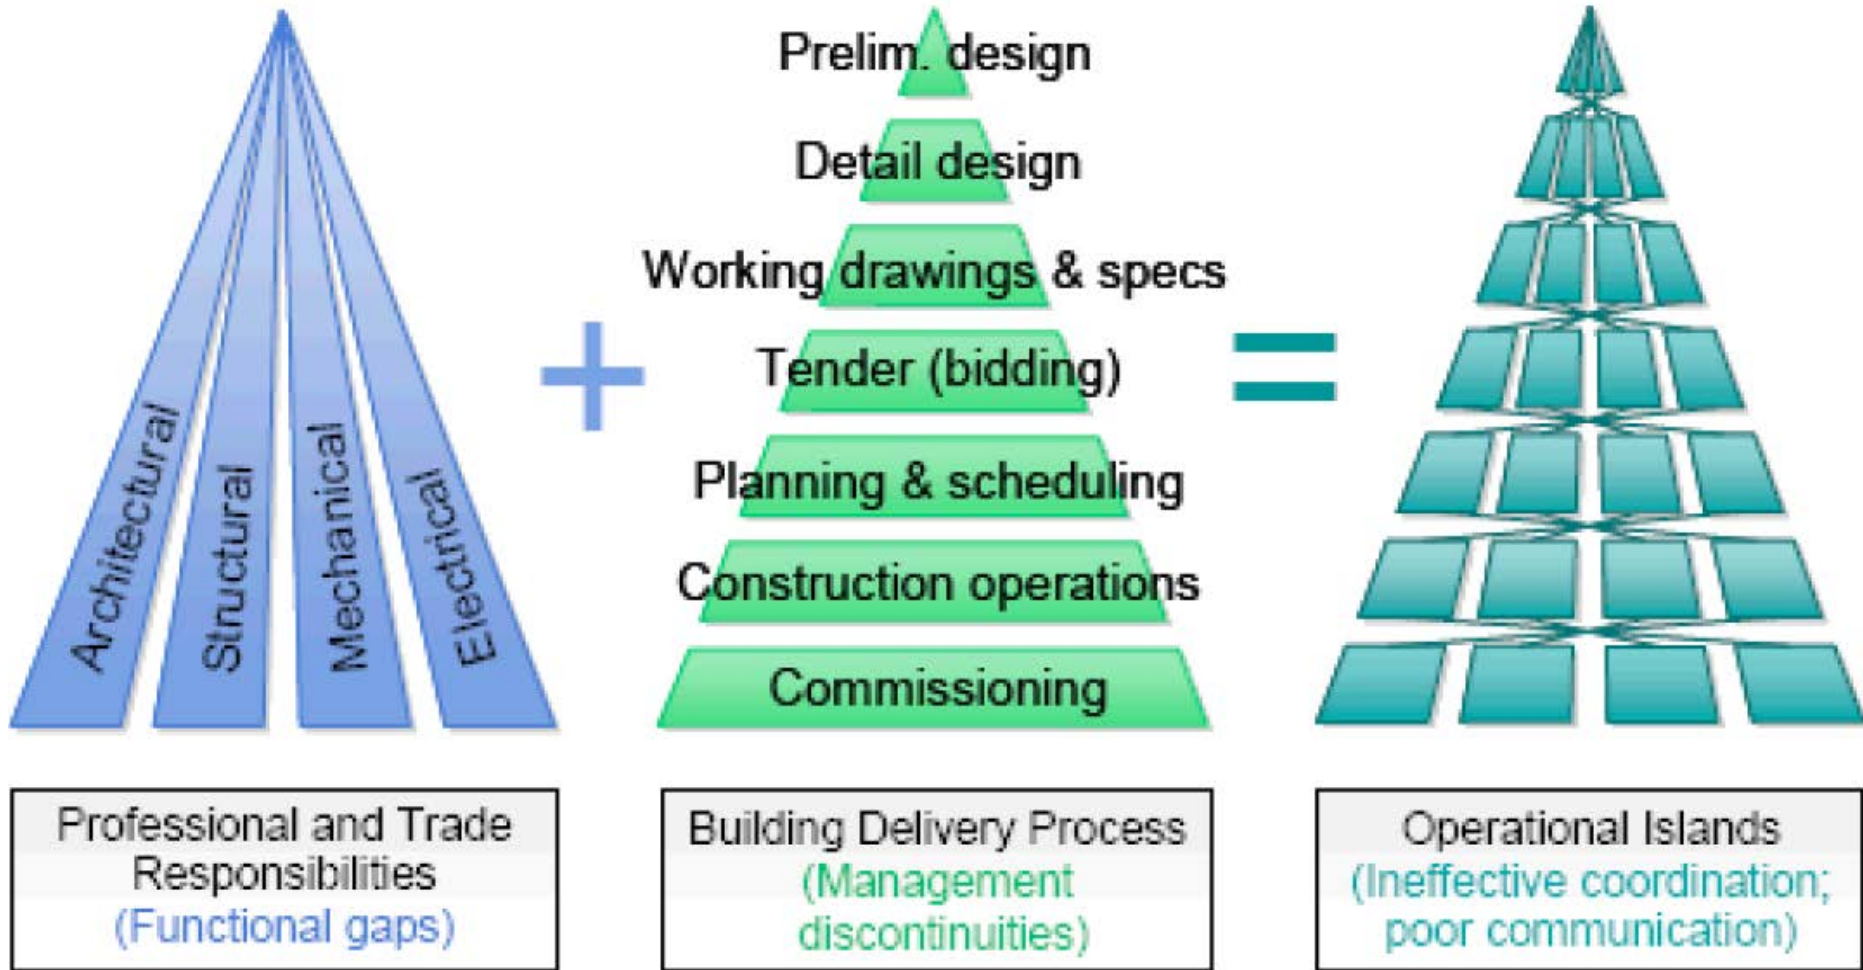 Architectural
Structural
Mechanical
Electrical
+
Prelim. design
Detail design
Working drawings & specs
Tender (bidding)
Planning & scheduling
Construction operations
Commissioning
=
Professional and Trade
Responsibilities
(Functional gaps)
Building Delivery Process
(Management
discontinuities)
Operational Islands
(Ineffective coordination;
poor communication)